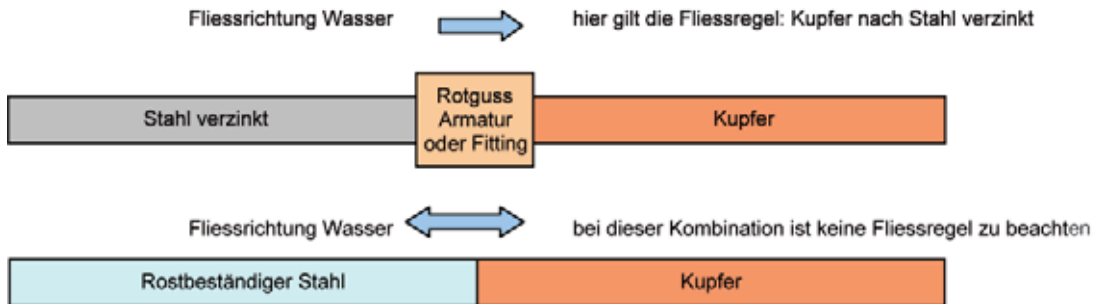 Fliessrichtung Wasser
hier gilt die Fliessregel: Kupfer nach Stahl verzinkt
Stahl verzinkt
Rotguss
Armatur
oder Fitting
Kupfer
Fliessrichtung Wasser
bei dieser Kombination ist keine Fliessregel zu beachten
Rostbeständiger Stahl
Kupfer